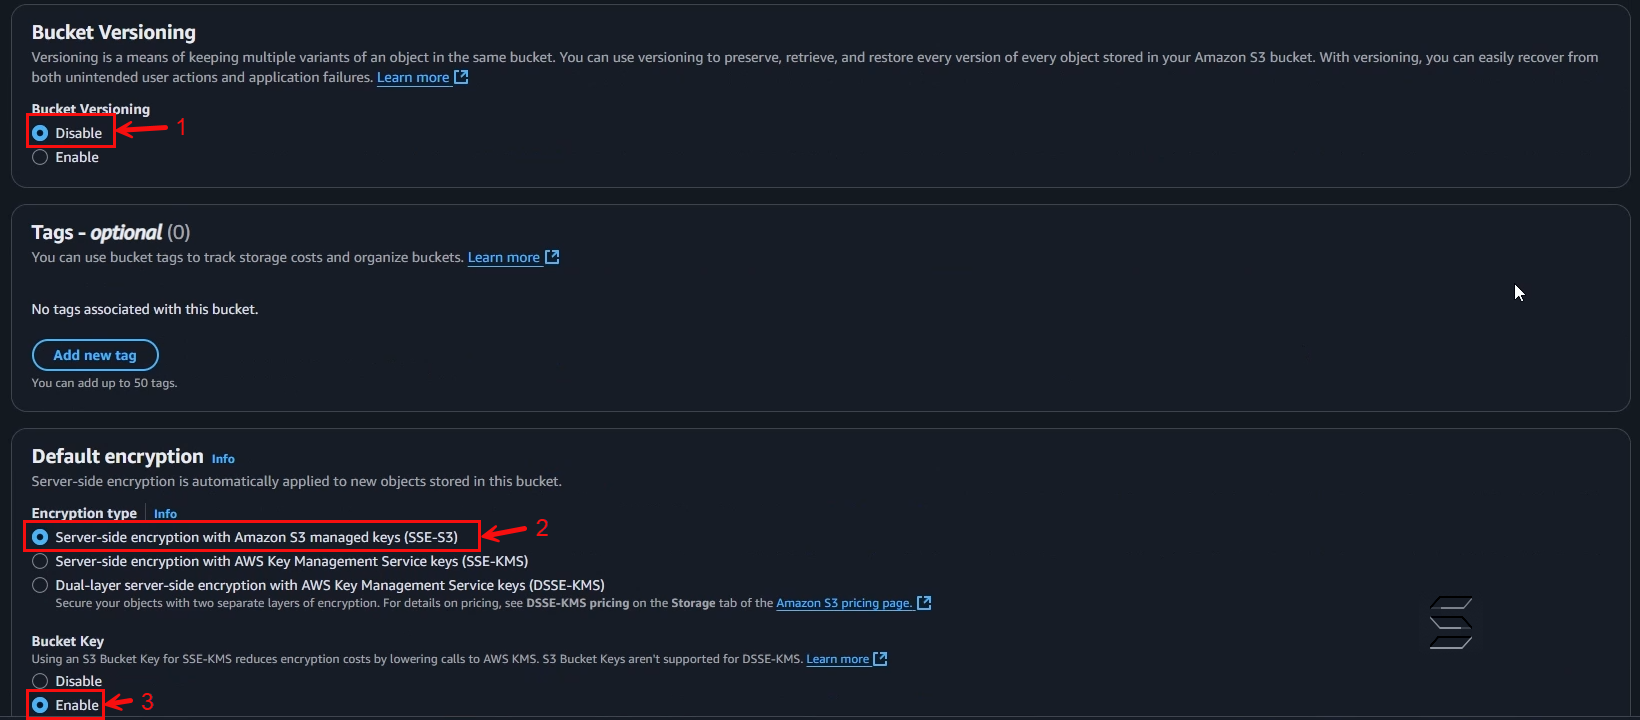 Bucket Versioning
Versioning is a means of keeping multiple variants of an object in the same bucket. You can use versioning to preserve, retrieve, and restore every version of every object stored in your Amazon S3 bucket. With versioning, you can easily recover from
both unintended user actions and application failures. Learn more
Bucket Versioning
Disable 1
Enable
Tags - optional (0)
You can use bucket tags to track storage costs and organize buckets. Learn more
No tags associated with this bucket.
Add new tag
You can add up to 50 tags.
Default encryption Info
Server-side encryption is automatically applied to new objects stored in this bucket.
Encryption type Info
Server-side encryption with Amazon S3 managed keys (SSE-S3) 2
Server-side encryption with AWS Key Management Service keys (SSE-KMS)
Dual-layer server-side encryption with AWS Key Management Service keys (DSSE-KMS)
Secure your objects with two separate layers of encryption. For details on pricing, see DSSE-KMS pricing on the Storage tab of the Amazon S3 pricing page.
Bucket Key
Using an S3 Bucket Key for SSE-KMS reduces encryption costs by lowering calls to AWS KMS. S3 Bucket Keys aren't supported for DSSE-KMS. Learn more
Disable
Enable 3